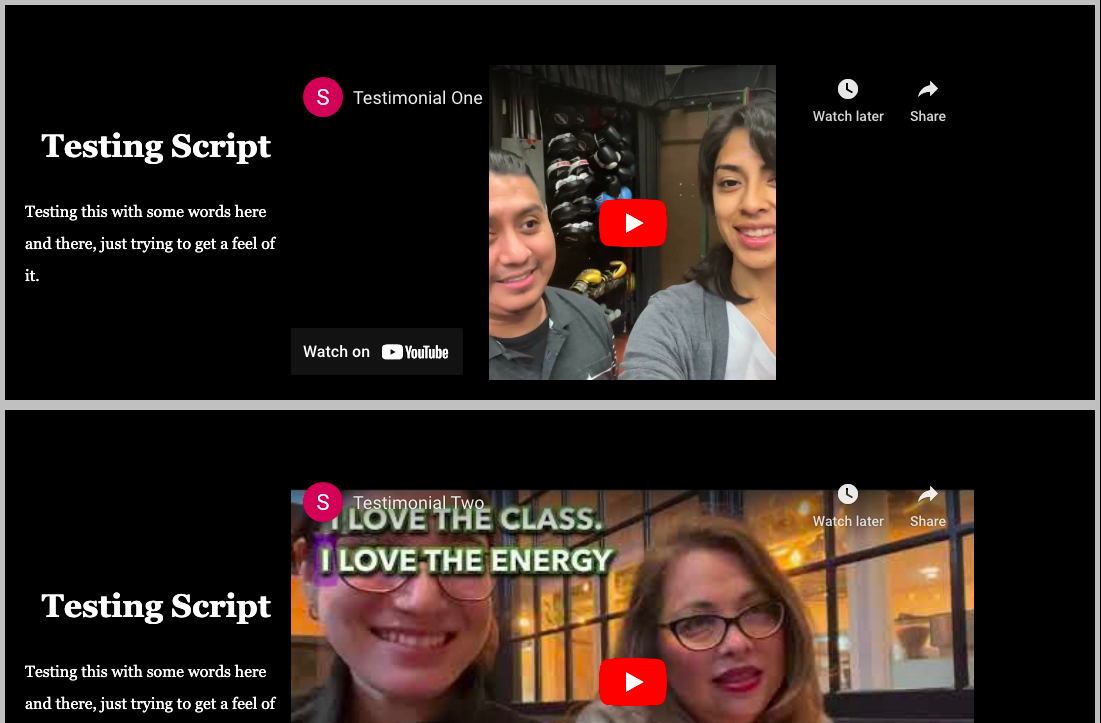 S Testimonial One
Watch later Share
Testing Script
Testing this with some words here
and there, just trying to get a feel of
it.
Watch on YouTube
S Testimonial Two
Watch later Share
I LOVE THE CLASS.
I LOVE THE ENERGY
Testing Script
Testing this with some words here
and there, just trying to get a feel of